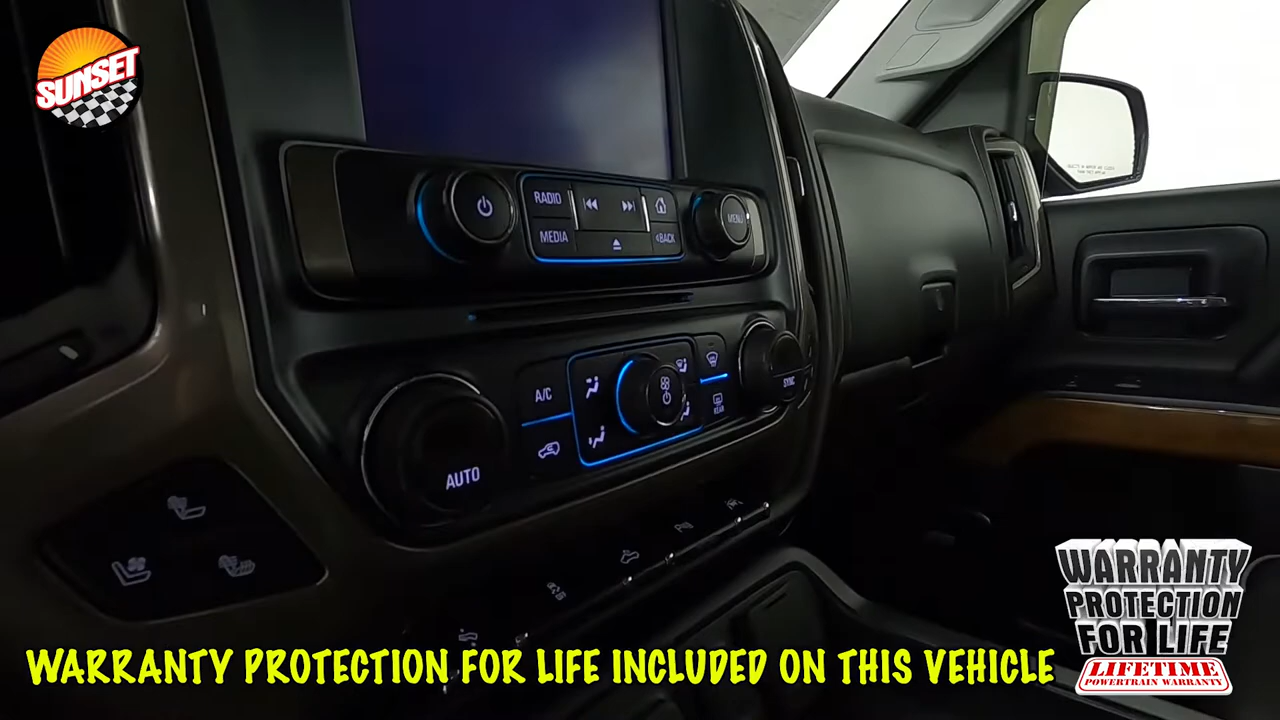 SUNSET
RADIO
MEDIA
<BACK
MENU
A/C
AUTO
SYNC
REAR
WARRANTY PROTECTION FOR LIFE INCLUDED ON THIS VEHICLE
WARRANTY
PROTECTION
FOR LIFE
LIFETIME
POWERTRAIN WARRANTY